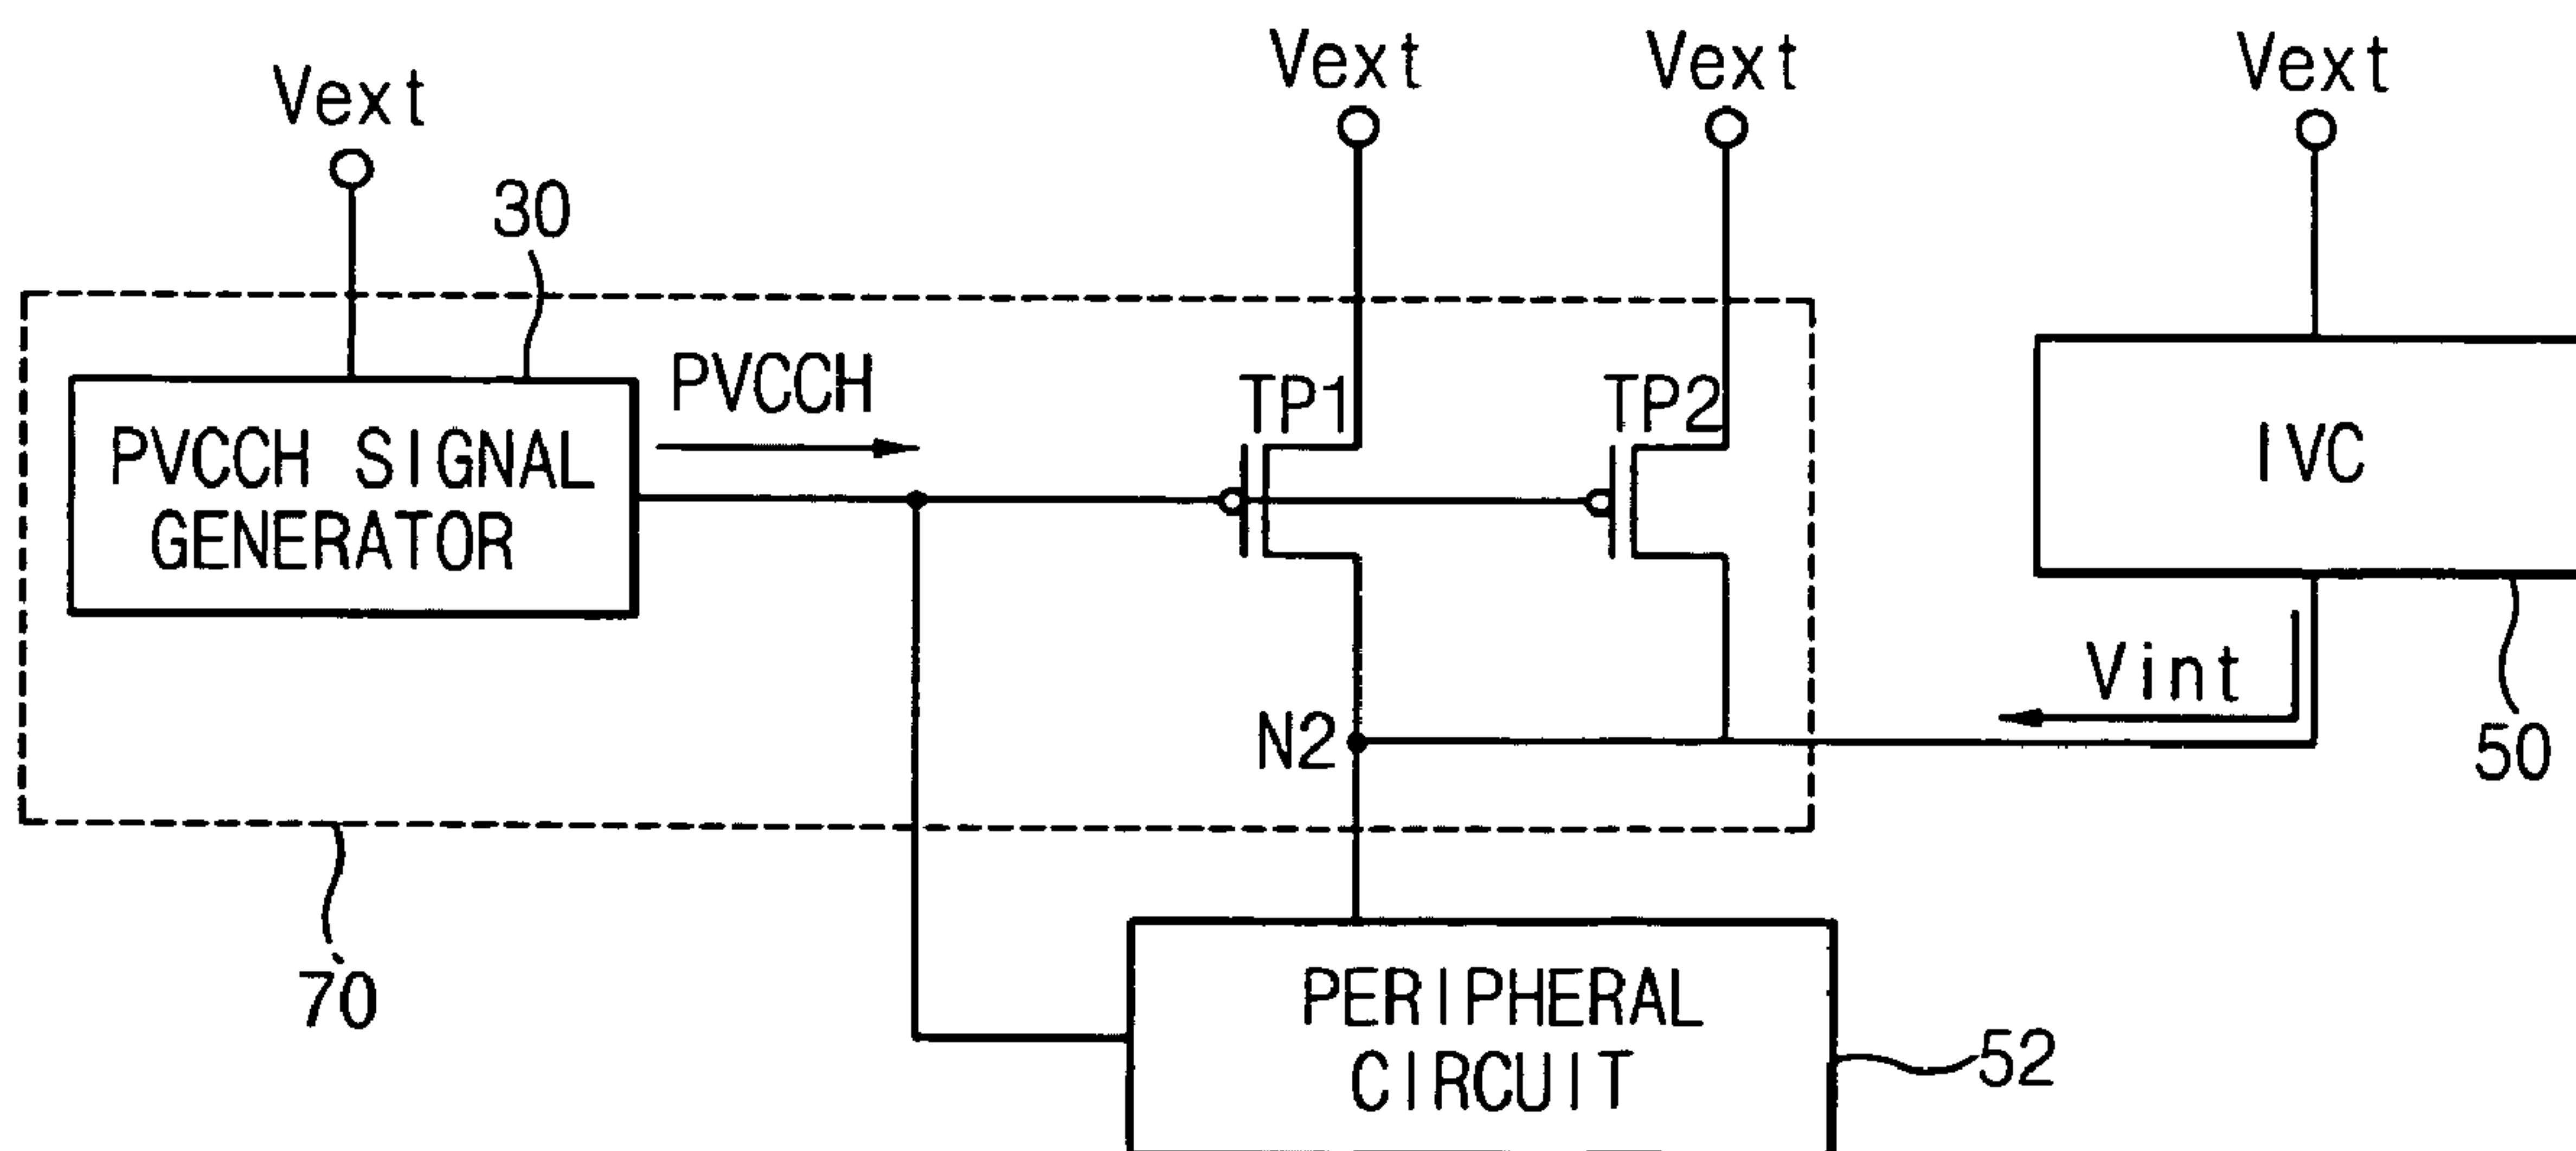 Vext
Vext
Vext
Vext
30
PVCCH
TP1
TP2
PVCCH SIGNAL
GENERATOR
IVC
Vint
N2
50
70
PERIPHERAL
CIRCUIT
52